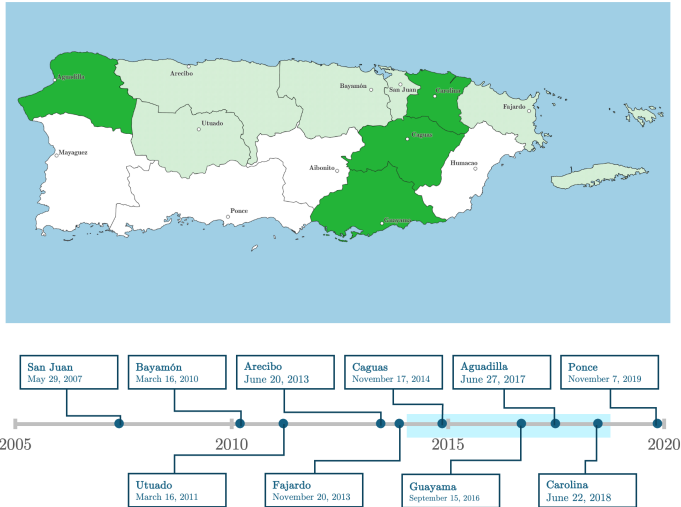 Aguadilla
Arecibo
Bayamón
San Juan
Carolina
Fajardo
Utuado
Caguas
Mayaguez
Aibonito
Humacao
Ponce
Guayama
San Juan
May 29, 2007
Bayamón
March 16, 2010
Arecibo
June 20, 2013
Caguas
November 17, 2014
Aguadilla
June 27, 2017
Ponce
November 7, 2019
2005
2010
2015
2020
Utuado
March 16, 2011
Fajardo
November 20, 2013
Guayama
September 15, 2016
Carolina
June 22, 2018